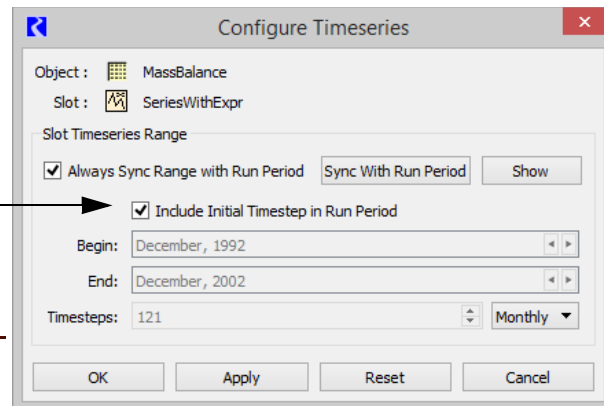 Configure Timeseries
Object : MassBalance
Slot : SeriesWithExpr
Slot Timeseries Range
Always Sync Range with Run Period Sync With Run Period Show
Include Initial Timestep in Run Period
Begin: December, 1992
End: December, 2002
Timesteps: 121 Monthly
OK Apply Reset Cancel